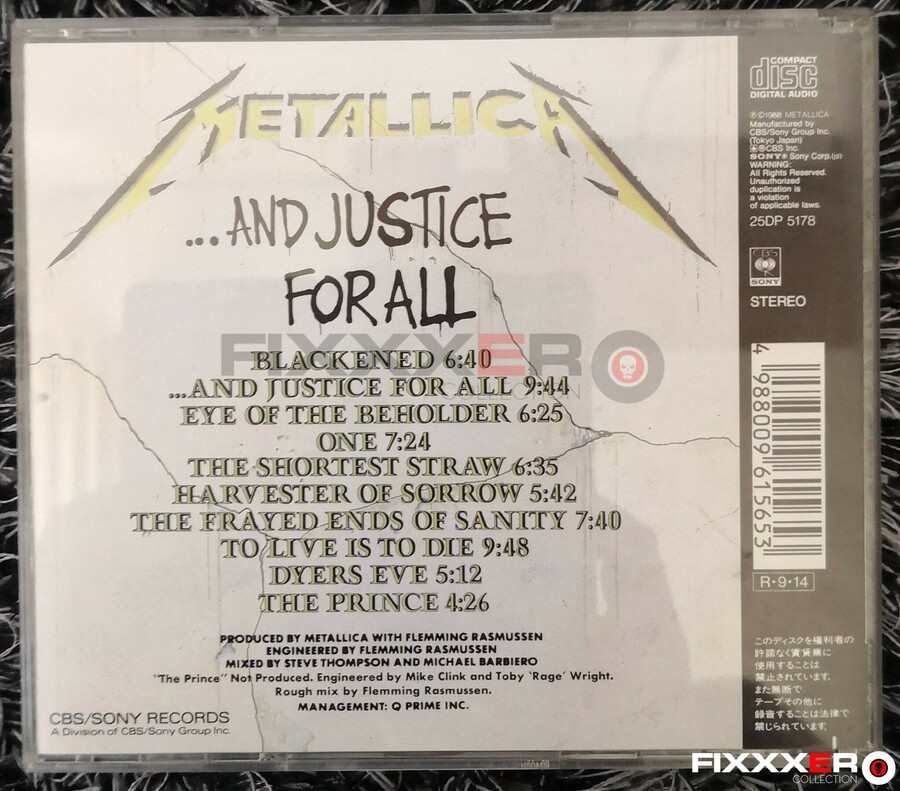 METALLICA
...AND JUSTICE
FOR ALL
BLACKENED 6:40
...AND JUSTICE FOR ALL 9:44
EYE OF THE BEHOLDER 6:25
ONE 7:24
THE SHORTEST STRAW 6:35
HARVESTER OF SORROW 5:42
THE FRAYED ENDS OF SANITY 7:40
TO LIVE IS TO DIE 9:48
DYERS EVE 5:12
THE PRINCE 4:26
PRODUCED BY METALLICA WITH FLEMMING RASMUSSEN
ENGINEERED BY FLEMMING RASMUSSEN
MIXED BY STEVE THOMPSON AND MICHAEL BARBIERO
"The Prince" Not Produced. Engineered by Mike Clink and Toby 'Rage' Wright.
Rough mix by Flemming Rasmussen.
MANAGEMENT: Q PRIME INC.
CBS/SONY RECORDS
A Division of CBS/Sony Group Inc.
COMPACT
disc
DIGITAL AUDIO
℗©1988 METALLICA
Manufactured by
CBS/Sony Group Inc.
(Tokyo Japan)
®CBS Inc.
SONY® Sony Corp.(js)
WARNING:
All Rights Reserved.
Unauthorized
duplication is
a violation
of applicable laws.
25DP 5178
CBS
SONY
STEREO
4 988009 615653
R・9・14
このディスクを権利者の
許諾なく賃貸業に
使用することは
禁止されています。
また無断で
テープその他に
録音することは法律で
禁じられています。
FIXXXER
COLLECTION
FIXXXER
COLLECTION